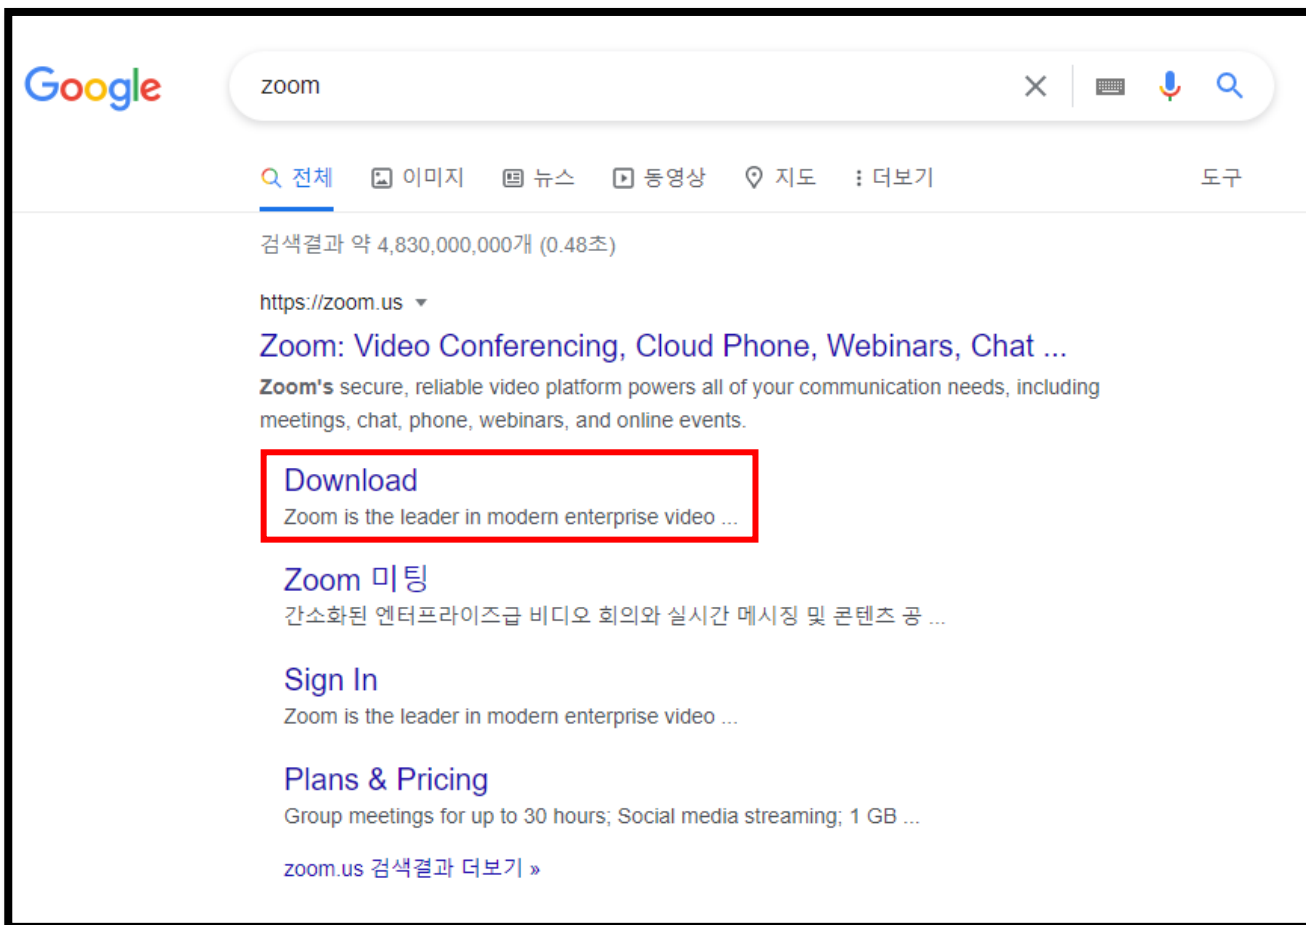 Google
zoom
전체 이미지 뉴스 동영상 지도 더보기 도구
검색결과 약 4,830,000,000개 (0.48초)
https://zoom.us
Zoom: Video Conferencing, Cloud Phone, Webinars, Chat ...
Zoom's secure, reliable video platform powers all of your communication needs, including
meetings, chat, phone, webinars, and online events.
Download
Zoom is the leader in modern enterprise video ...
Zoom 미팅
간소화된 엔터프라이즈급 비디오 회의와 실시간 메시징 및 콘텐츠 공 ...
Sign In
Zoom is the leader in modern enterprise video ...
Plans & Pricing
Group meetings for up to 30 hours; Social media streaming; 1 GB ...
zoom.us 검색결과 더보기 »